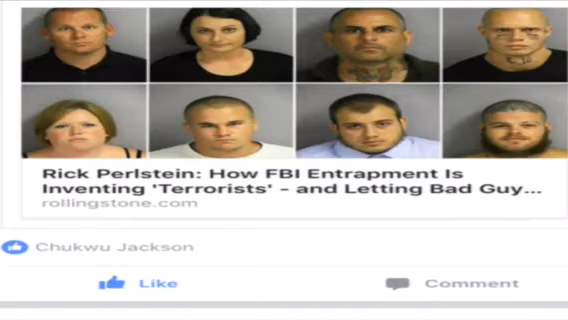 Rick Perlstein: How FBI Entrapment Is
Inventing 'Terrorists' - and Letting Bad Guy...
rollingstone.com
Chukwu Jackson
Like
Comment